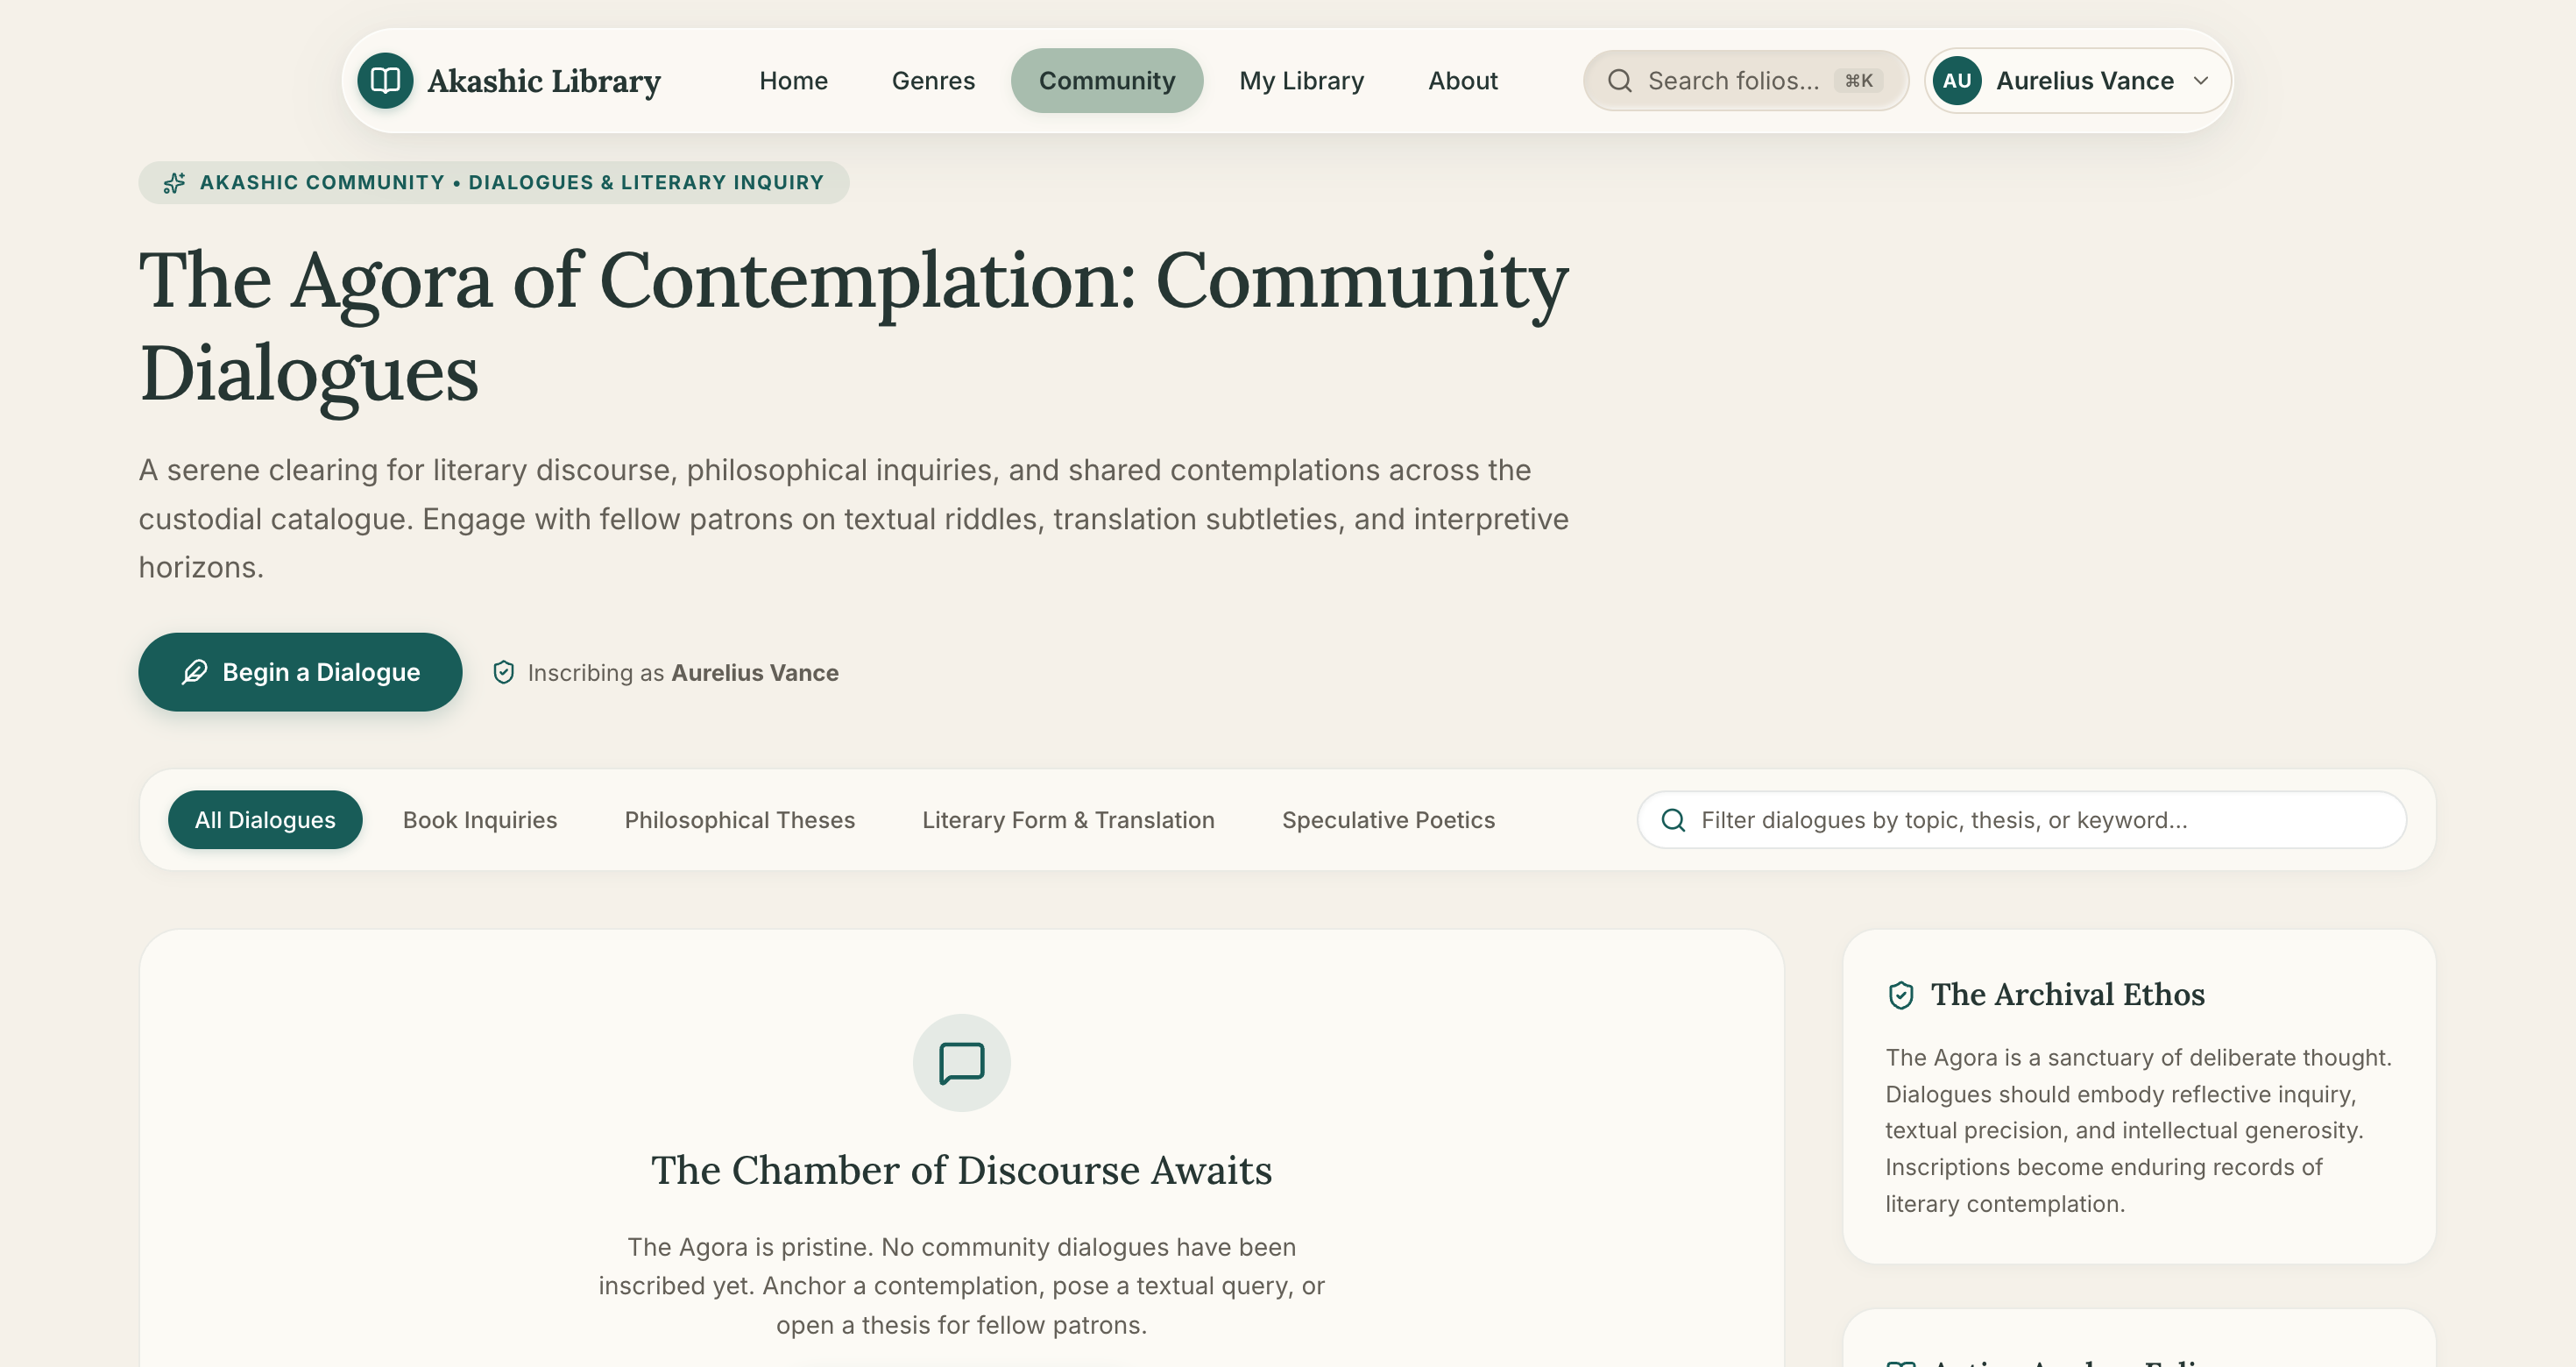 Akashic Library
Home
Genres
Community
My Library
About
Search folios...
⌘K
AU
Aurelius Vance
AKASHIC COMMUNITY • DIALOGUES & LITERARY INQUIRY
The Agora of Contemplation: Community
Dialogues
A serene clearing for literary discourse, philosophical inquiries, and shared contemplations across the
custodial catalogue. Engage with fellow patrons on textual riddles, translation subtleties, and interpretive
horizons.
Begin a Dialogue
Inscribing as Aurelius Vance
All Dialogues
Book Inquiries
Philosophical Theses
Literary Form & Translation
Speculative Poetics
Filter dialogues by topic, thesis, or keyword...
The Chamber of Discourse Awaits
The Agora is pristine. No community dialogues have been
inscribed yet. Anchor a contemplation, pose a textual query, or
open a thesis for fellow patrons.
The Archival Ethos
The Agora is a sanctuary of deliberate thought.
Dialogues should embody reflective inquiry,
textual precision, and intellectual generosity.
Inscriptions become enduring records of
literary contemplation.